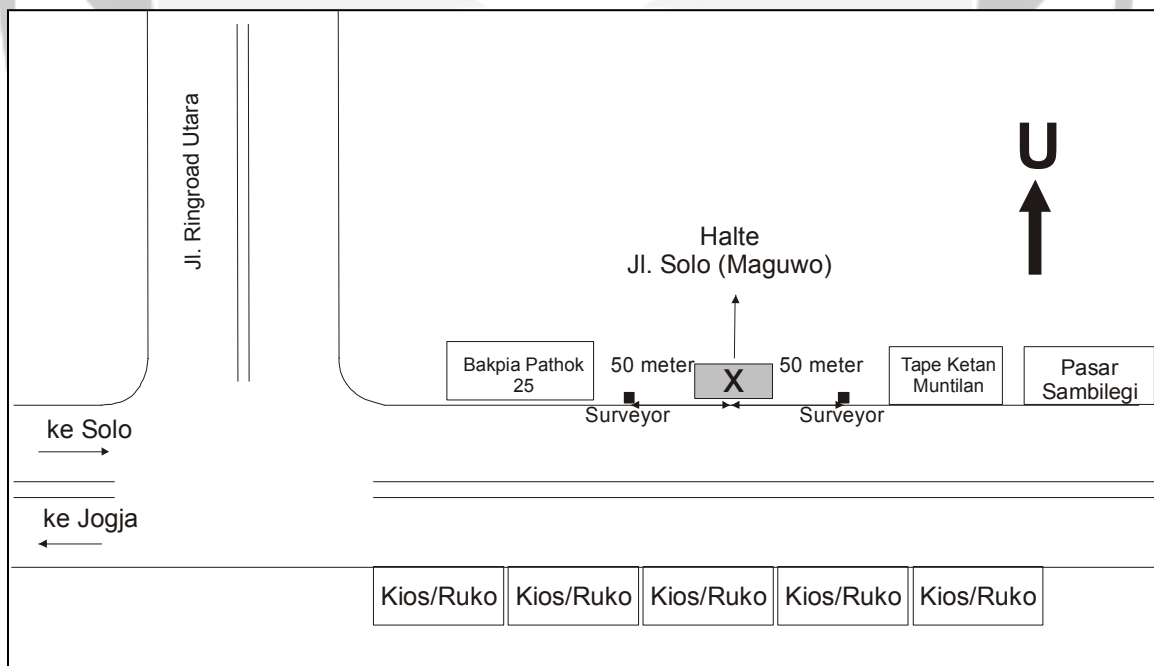 Jl. Ringroad Utara
U
Halte
Jl. Solo (Maguwo)
Bakpia Pathok
25
50 meter
X
50 meter
Tape Ketan
Muntilan
Pasar
Sambilegi
Surveyor
Surveyor
ke Solo
ke Jogja
Kios/Ruko
Kios/Ruko
Kios/Ruko
Kios/Ruko
Kios/Ruko